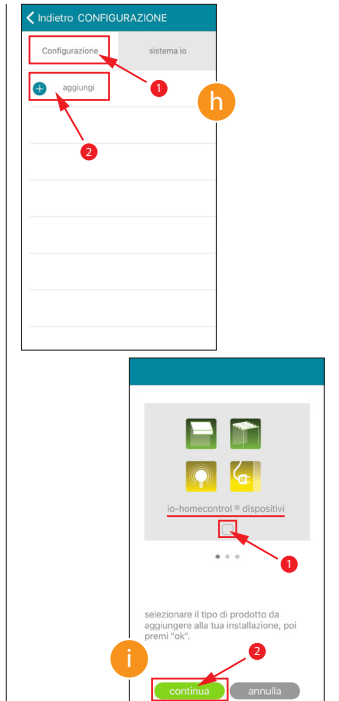 Indietro CONFIGURAZIONE
Configurazione
sistema io
1
+ aggiungi
h
2
io-homecontrol ® dispositivi
1
selezionare il tipo di prodotto da
aggiungere alla tua installazione, poi
premi "ok".
2
i
continua
annulla